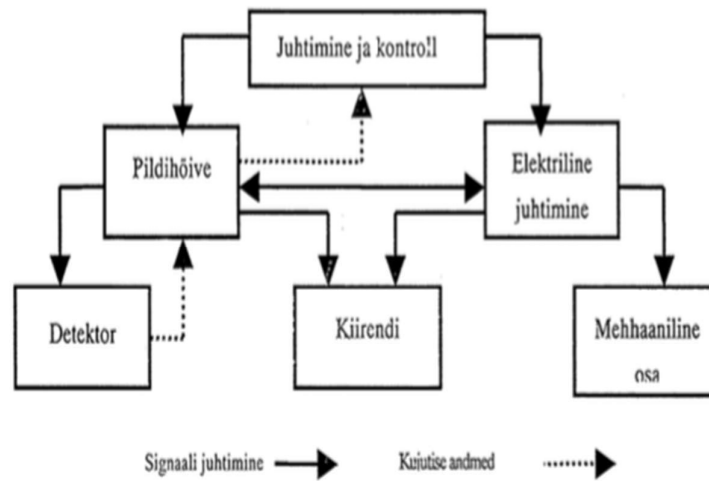 Juhtimine ja kontroll
Pildihõive
Elektriline
juhtimine
Detektor
Kiirendi
Mehhaaniline
osa
Signaali juhtimine
Kujutise andmed